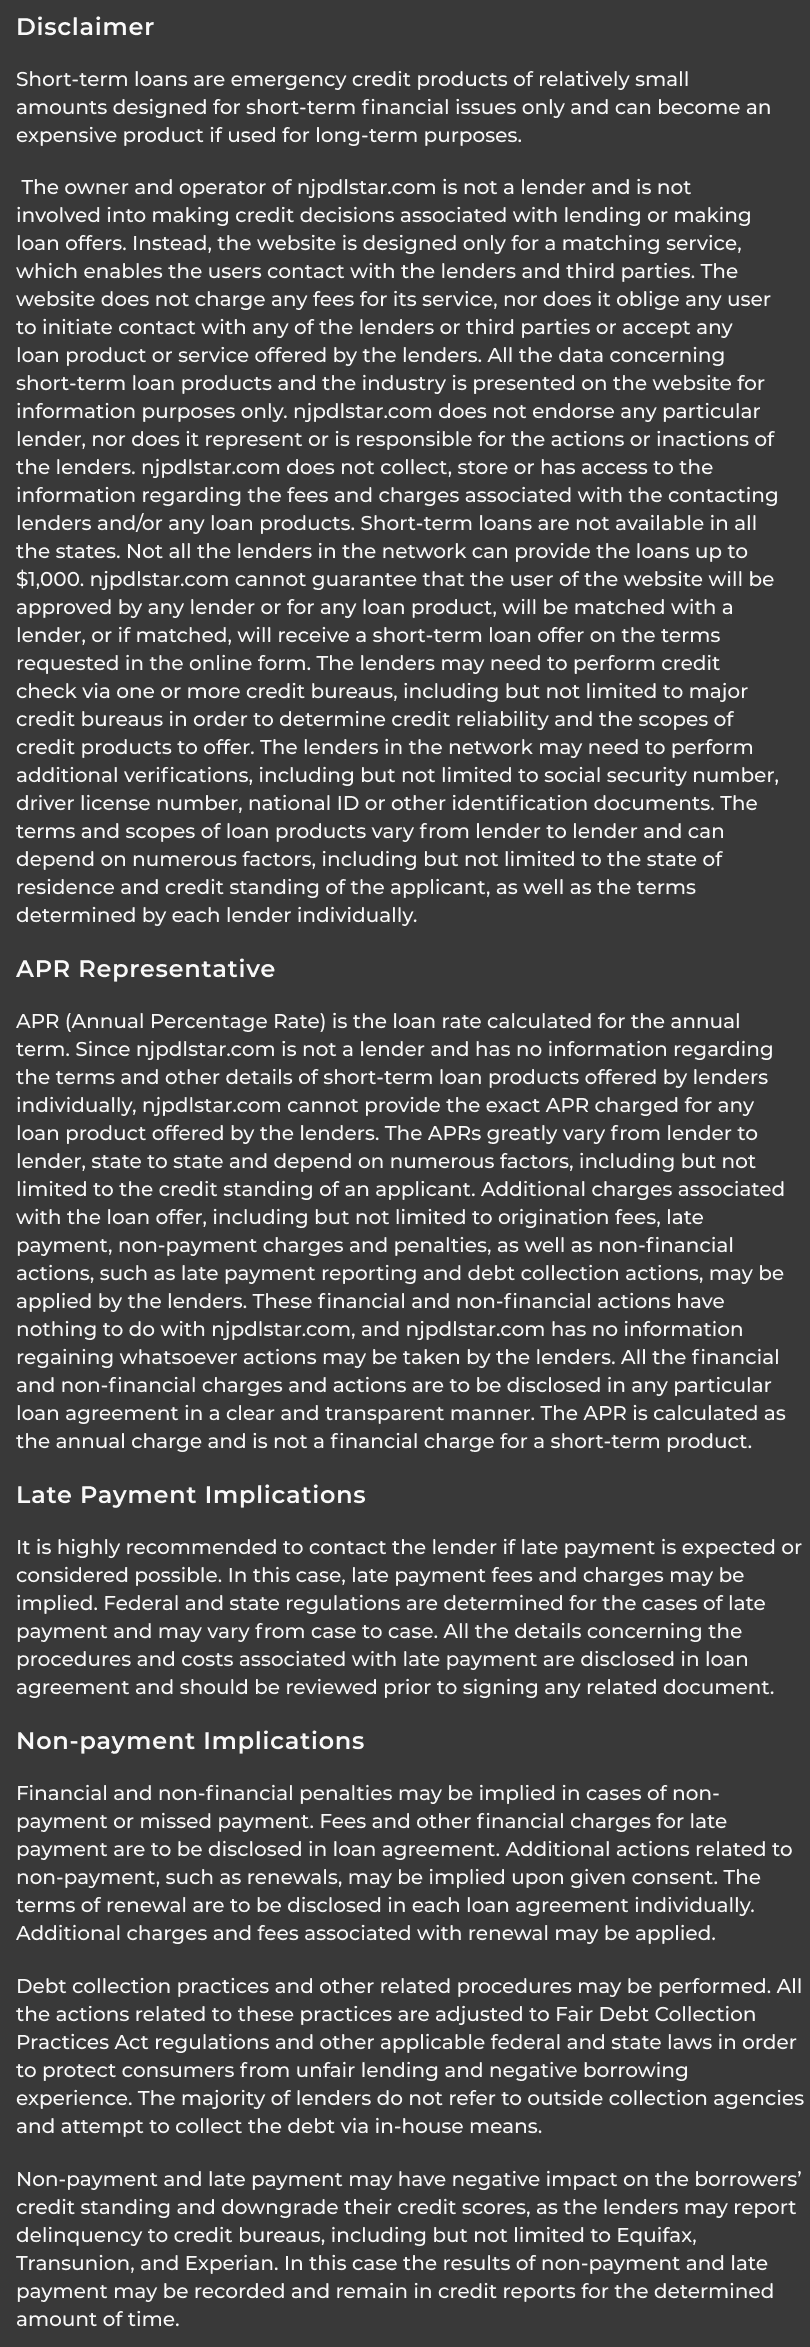 Disclaimer
Short-term loans are emergency credit products of relatively small
amounts designed for short-term financial issues only and can become an
expensive product if used for long-term purposes.
The owner and operator of njpdlstar.com is not a lender and is not
involved into making credit decisions associated with lending or making
loan offers. Instead, the website is designed only for a matching service,
which enables the users contact with the lenders and third parties. The
website does not charge any fees for its service, nor does it oblige any user
to initiate contact with any of the lenders or third parties or accept any
loan product or service offered by the lenders. All the data concerning
short-term loan products and the industry is presented on the website for
information purposes only. njpdlstar.com does not endorse any particular
lender, nor does it represent or is responsible for the actions or inactions of
the lenders. njpdlstar.com does not collect, store or has access to the
information regarding the fees and charges associated with the contacting
lenders and/or any loan products. Short-term loans are not available in all
the states. Not all the lenders in the network can provide the loans up to
$1,000. njpdlstar.com cannot guarantee that the user of the website will be
approved by any lender or for any loan product, will be matched with a
lender, or if matched, will receive a short-term loan offer on the terms
requested in the online form. The lenders may need to perform credit
check via one or more credit bureaus, including but not limited to major
credit bureaus in order to determine credit reliability and the scopes of
credit products to offer. The lenders in the network may need to perform
additional verifications, including but not limited to social security number,
driver license number, national ID or other identification documents. The
terms and scopes of loan products vary from lender to lender and can
depend on numerous factors, including but not limited to the state of
residence and credit standing of the applicant, as well as the terms
determined by each lender individually.
APR Representative
APR (Annual Percentage Rate) is the loan rate calculated for the annual
term. Since njpdlstar.com is not a lender and has no information regarding
the terms and other details of short-term loan products offered by lenders
individually, njpdlstar.com cannot provide the exact APR charged for any
loan product offered by the lenders. The APRs greatly vary from lender to
lender, state to state and depend on numerous factors, including but not
limited to the credit standing of an applicant. Additional charges associated
with the loan offer, including but not limited to origination fees, late
payment, non-payment charges and penalties, as well as non-financial
actions, such as late payment reporting and debt collection actions, may be
applied by the lenders. These financial and non-financial actions have
nothing to do with njpdlstar.com, and njpdlstar.com has no information
regaining whatsoever actions may be taken by the lenders. All the financial
and non-financial charges and actions are to be disclosed in any particular
loan agreement in a clear and transparent manner. The APR is calculated as
the annual charge and is not a financial charge for a short-term product.
Late Payment Implications
It is highly recommended to contact the lender if late payment is expected or
considered possible. In this case, late payment fees and charges may be
implied. Federal and state regulations are determined for the cases of late
payment and may vary from case to case. All the details concerning the
procedures and costs associated with late payment are disclosed in loan
agreement and should be reviewed prior to signing any related document.
Non-payment Implications
Financial and non-financial penalties may be implied in cases of non-
payment or missed payment. Fees and other financial charges for late
payment are to be disclosed in loan agreement. Additional actions related to
non-payment, such as renewals, may be implied upon given consent. The
terms of renewal are to be disclosed in each loan agreement individually.
Additional charges and fees associated with renewal may be applied.
Debt collection practices and other related procedures may be performed. All
the actions related to these practices are adjusted to Fair Debt Collection
Practices Act regulations and other applicable federal and state laws in order
to protect consumers from unfair lending and negative borrowing
experience. The majority of lenders do not refer to outside collection agencies
and attempt to collect the debt via in-house means.
Non-payment and late payment may have negative impact on the borrowers’
credit standing and downgrade their credit scores, as the lenders may report
delinquency to credit bureaus, including but not limited to Equifax,
Transunion, and Experian. In this case the results of non-payment and late
payment may be recorded and remain in credit reports for the determined
amount of time.